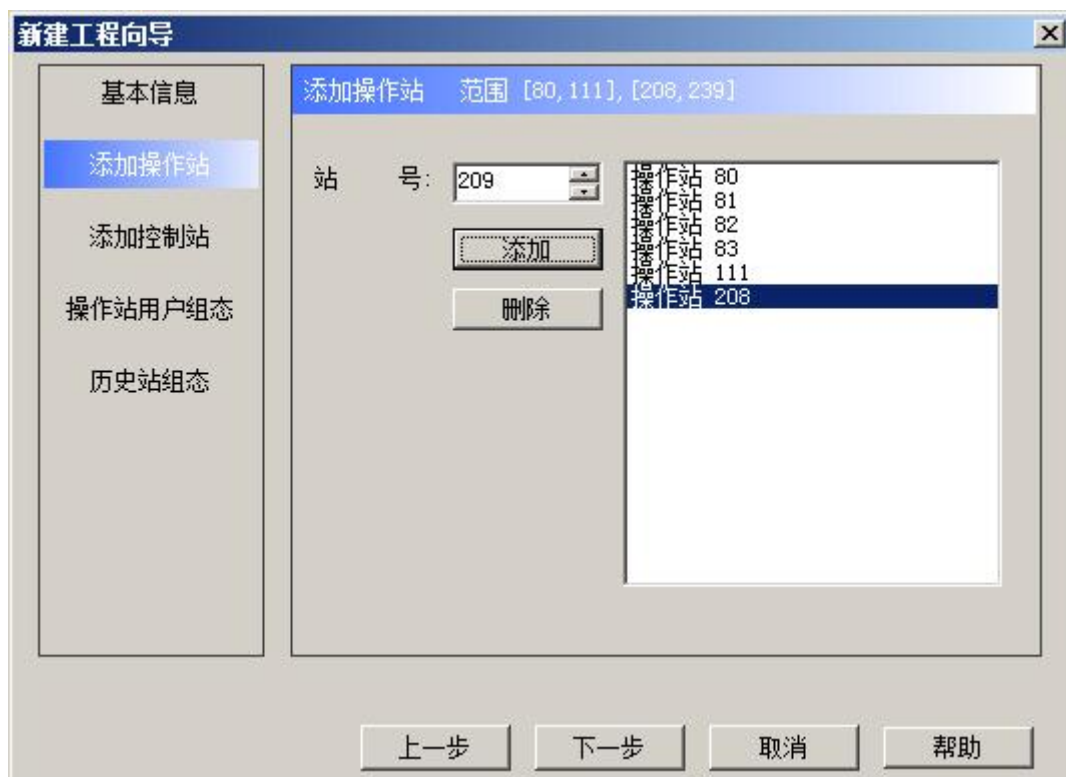 新建工程向导
基本信息
添加操作站
添加控制站
操作站用户组态
历史站组态
添加操作站 范围 [80,111],[208,239]
站 号: 209
添加
删除
操作站 80
操作站 81
操作站 82
操作站 83
操作站 111
操作站 208
上一步 下一步 取消 帮助